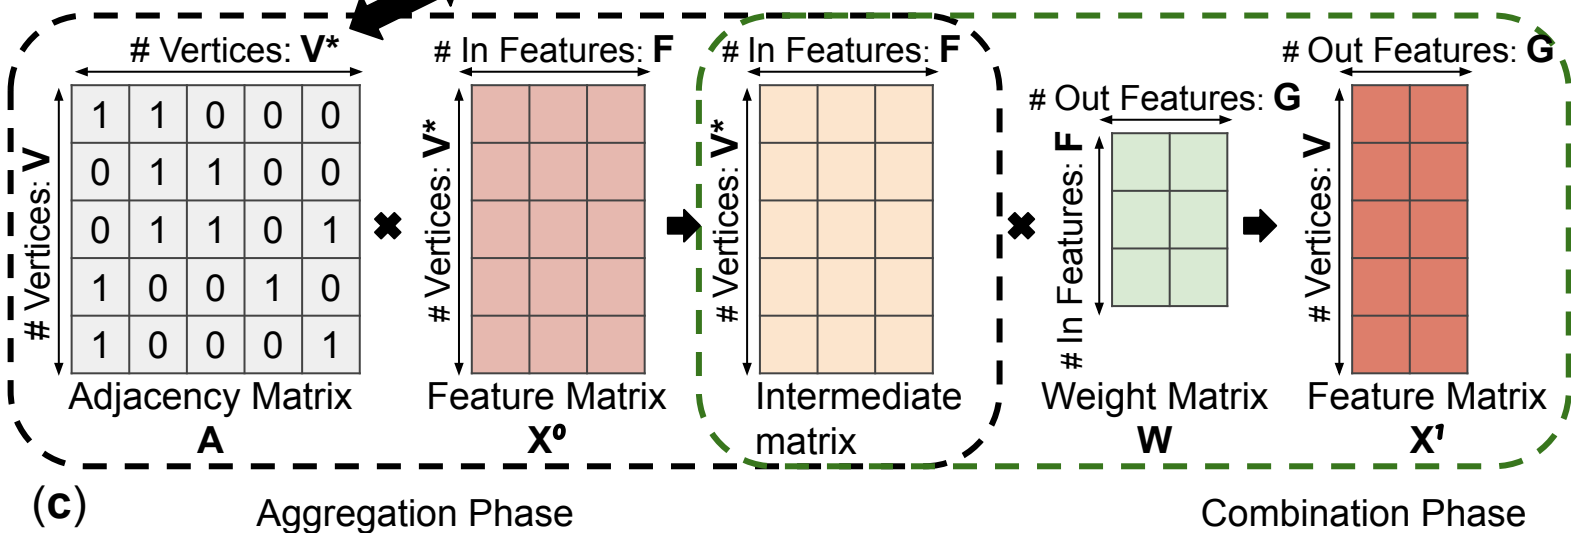 # Vertices: V*
# In Features: F
# In Features: F
# Out Features: G
# Out Features: G
# Vertices: V
1 1 0 0 0
0 1 1 0 0
0 1 1 0 1
1 0 0 1 0
1 0 0 0 1
# Vertices: V*
# Vertices: V*
# In Features: F
# Vertices: V
Adjacency Matrix
A
Feature Matrix
X⁰
Intermediate
matrix
Weight Matrix
W
Feature Matrix
X¹
(c)
Aggregation Phase
Combination Phase